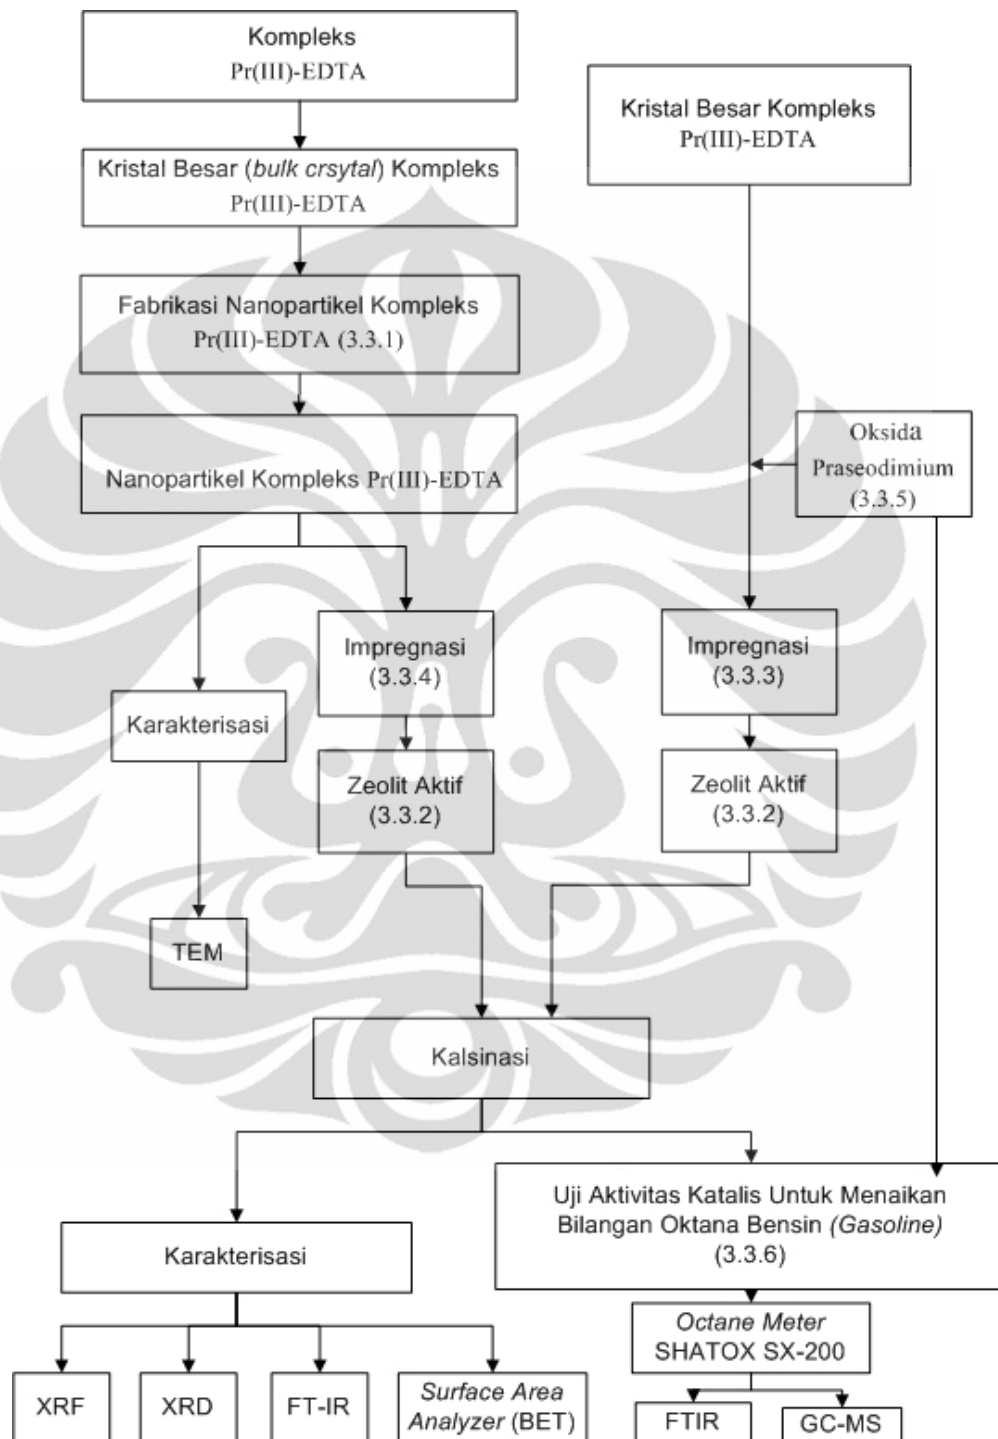 Kompleks
Pr(III)-EDTA
Kristal Besar Kompleks
Pr(III)-EDTA
Kristal Besar (bulk crsytal) Kompleks
Pr(III)-EDTA
Fabrikasi Nanopartikel Kompleks
Pr(III)-EDTA (3.3.1)
Nanopartikel Kompleks Pr(III)-EDTA
Oksida
Praseodimium
(3.3.5)
Impregnasi
(3.3.4)
Impregnasi
(3.3.3)
Karakterisasi
Zeolit Aktif
(3.3.2)
Zeolit Aktif
(3.3.2)
TEM
Kalsinasi
Uji Aktivitas Katalis Untuk Menaikan
Bilangan Oktana Bensin (Gasoline)
(3.3.6)
Karakterisasi
Octane Meter
SHATOX SX-200
XRF
XRD
FT-IR
Surface Area
Analyzer (BET)
FTIR
GC-MS